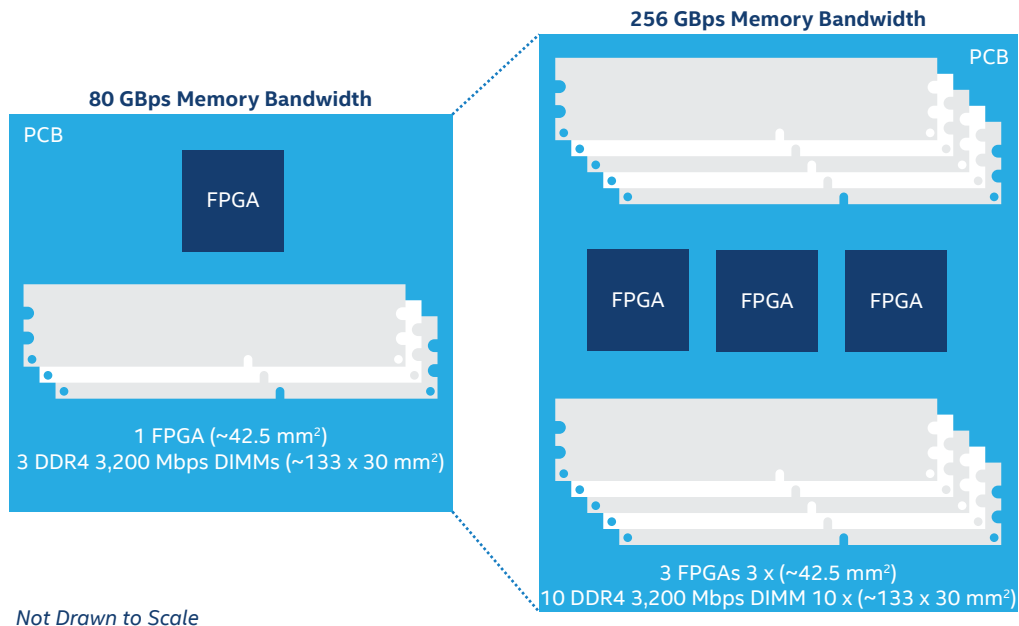 80 GBps Memory Bandwidth
PCB
FPGA
1 FPGA (~42.5 mm²)
3 DDR4 3,200 Mbps DIMMs (~133 x 30 mm²)
256 GBps Memory Bandwidth
PCB
FPGA
FPGA
FPGA
3 FPGAs 3 x (~42.5 mm²)
10 DDR4 3,200 Mbps DIMM 10 x (~133 x 30 mm²)
Not Drawn to Scale